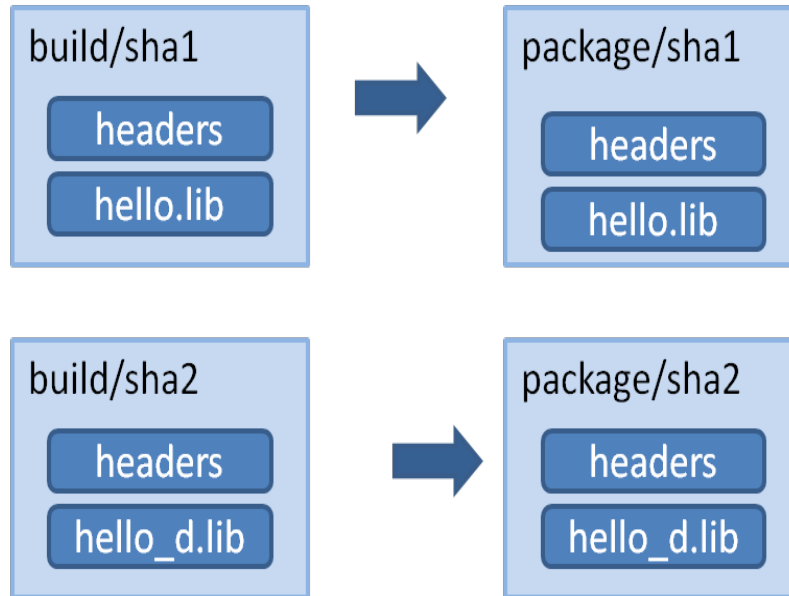 build/sha1
headers
hello.lib
package/sha1
headers
hello.lib
build/sha2
headers
hello_d.lib
package/sha2
headers
hello_d.lib